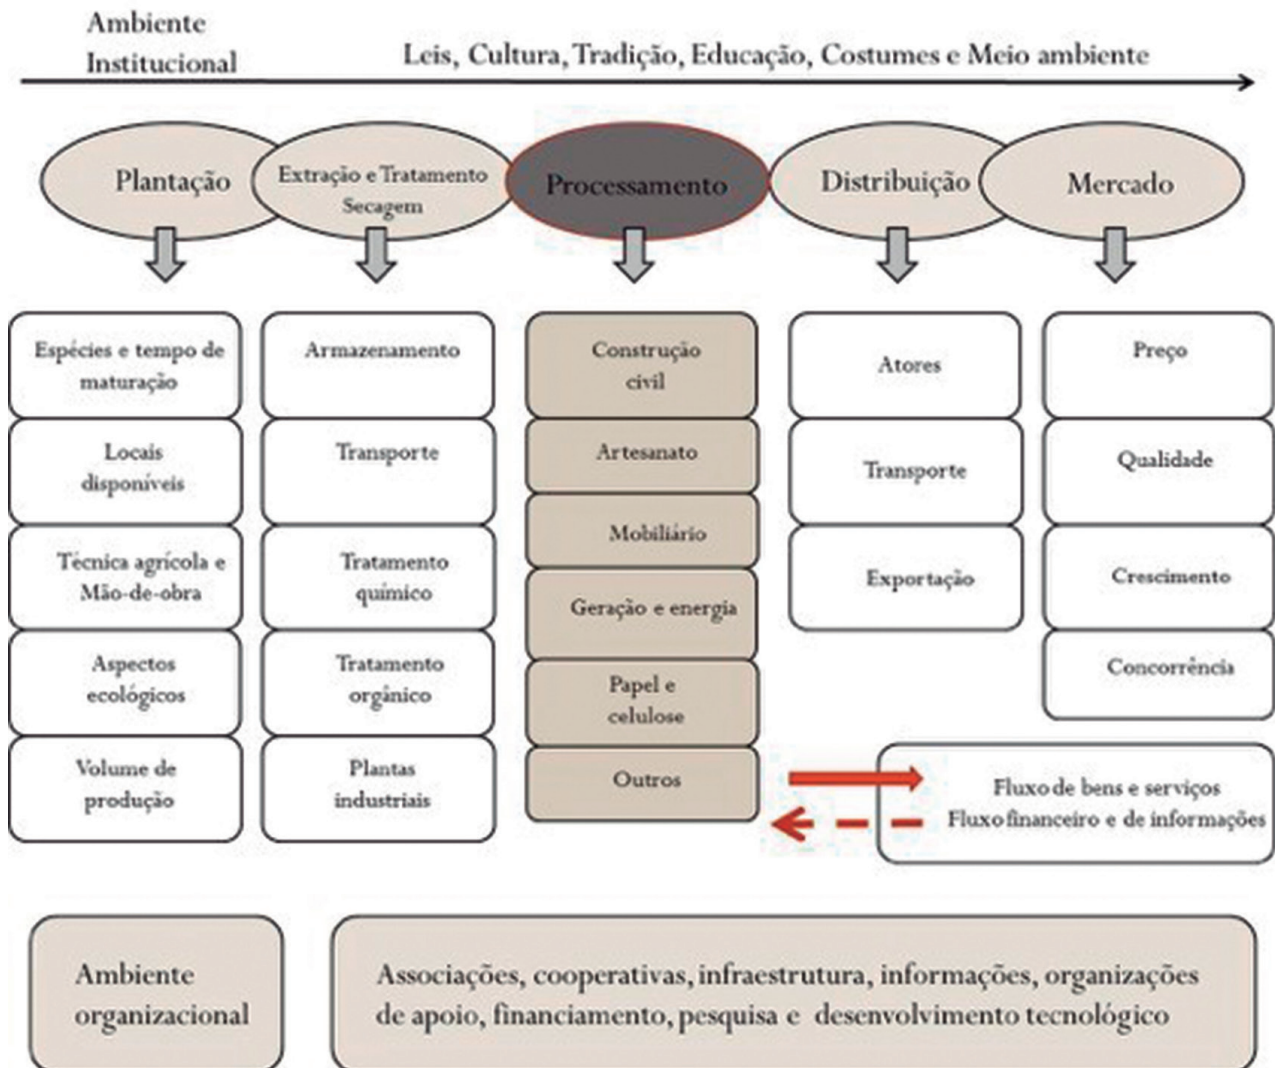 Ambiente
Institucional
Leis, Cultura, Tradição, Educação, Costumes e Meio ambiente
Plantação
Extração e Tratamento
Secagem
Processamento
Distribuição
Mercado
Espécies e tempo de
maturação
Locais
disponíveis
Técnica agrícola e
Mão-de-obra
Aspectos
ecológicos
Volume de
produção
Armazenamento
Transporte
Tratamento
químico
Tratamento
orgânico
Plantas
industriais
Construção
civil
Artesanato
Mobiliário
Geração e energia
Papel e
celulose
Outros
Atores
Transporte
Exportação
Preço
Qualidade
Crescimento
Concorrência
Fluxo de bens e serviços
Fluxo financeiro e de informações
Ambiente
organizacional
Associações, cooperativas, infraestrutura, informações, organizações
de apoio, financiamento, pesquisa e desenvolvimento tecnológico